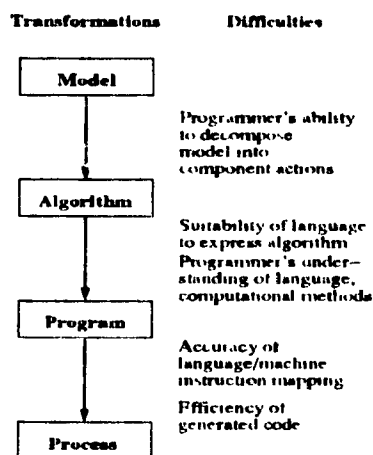 Transformations Difficulties
Model
Programmer's ability
to decompose
model into
component actions
Algorithm
Suitability of language
to express algorithm
Programmer's under-
standing of language,
computational methods
Program
Accuracy of
language/machine
instruction mapping
Efficiency of
generated code
Process